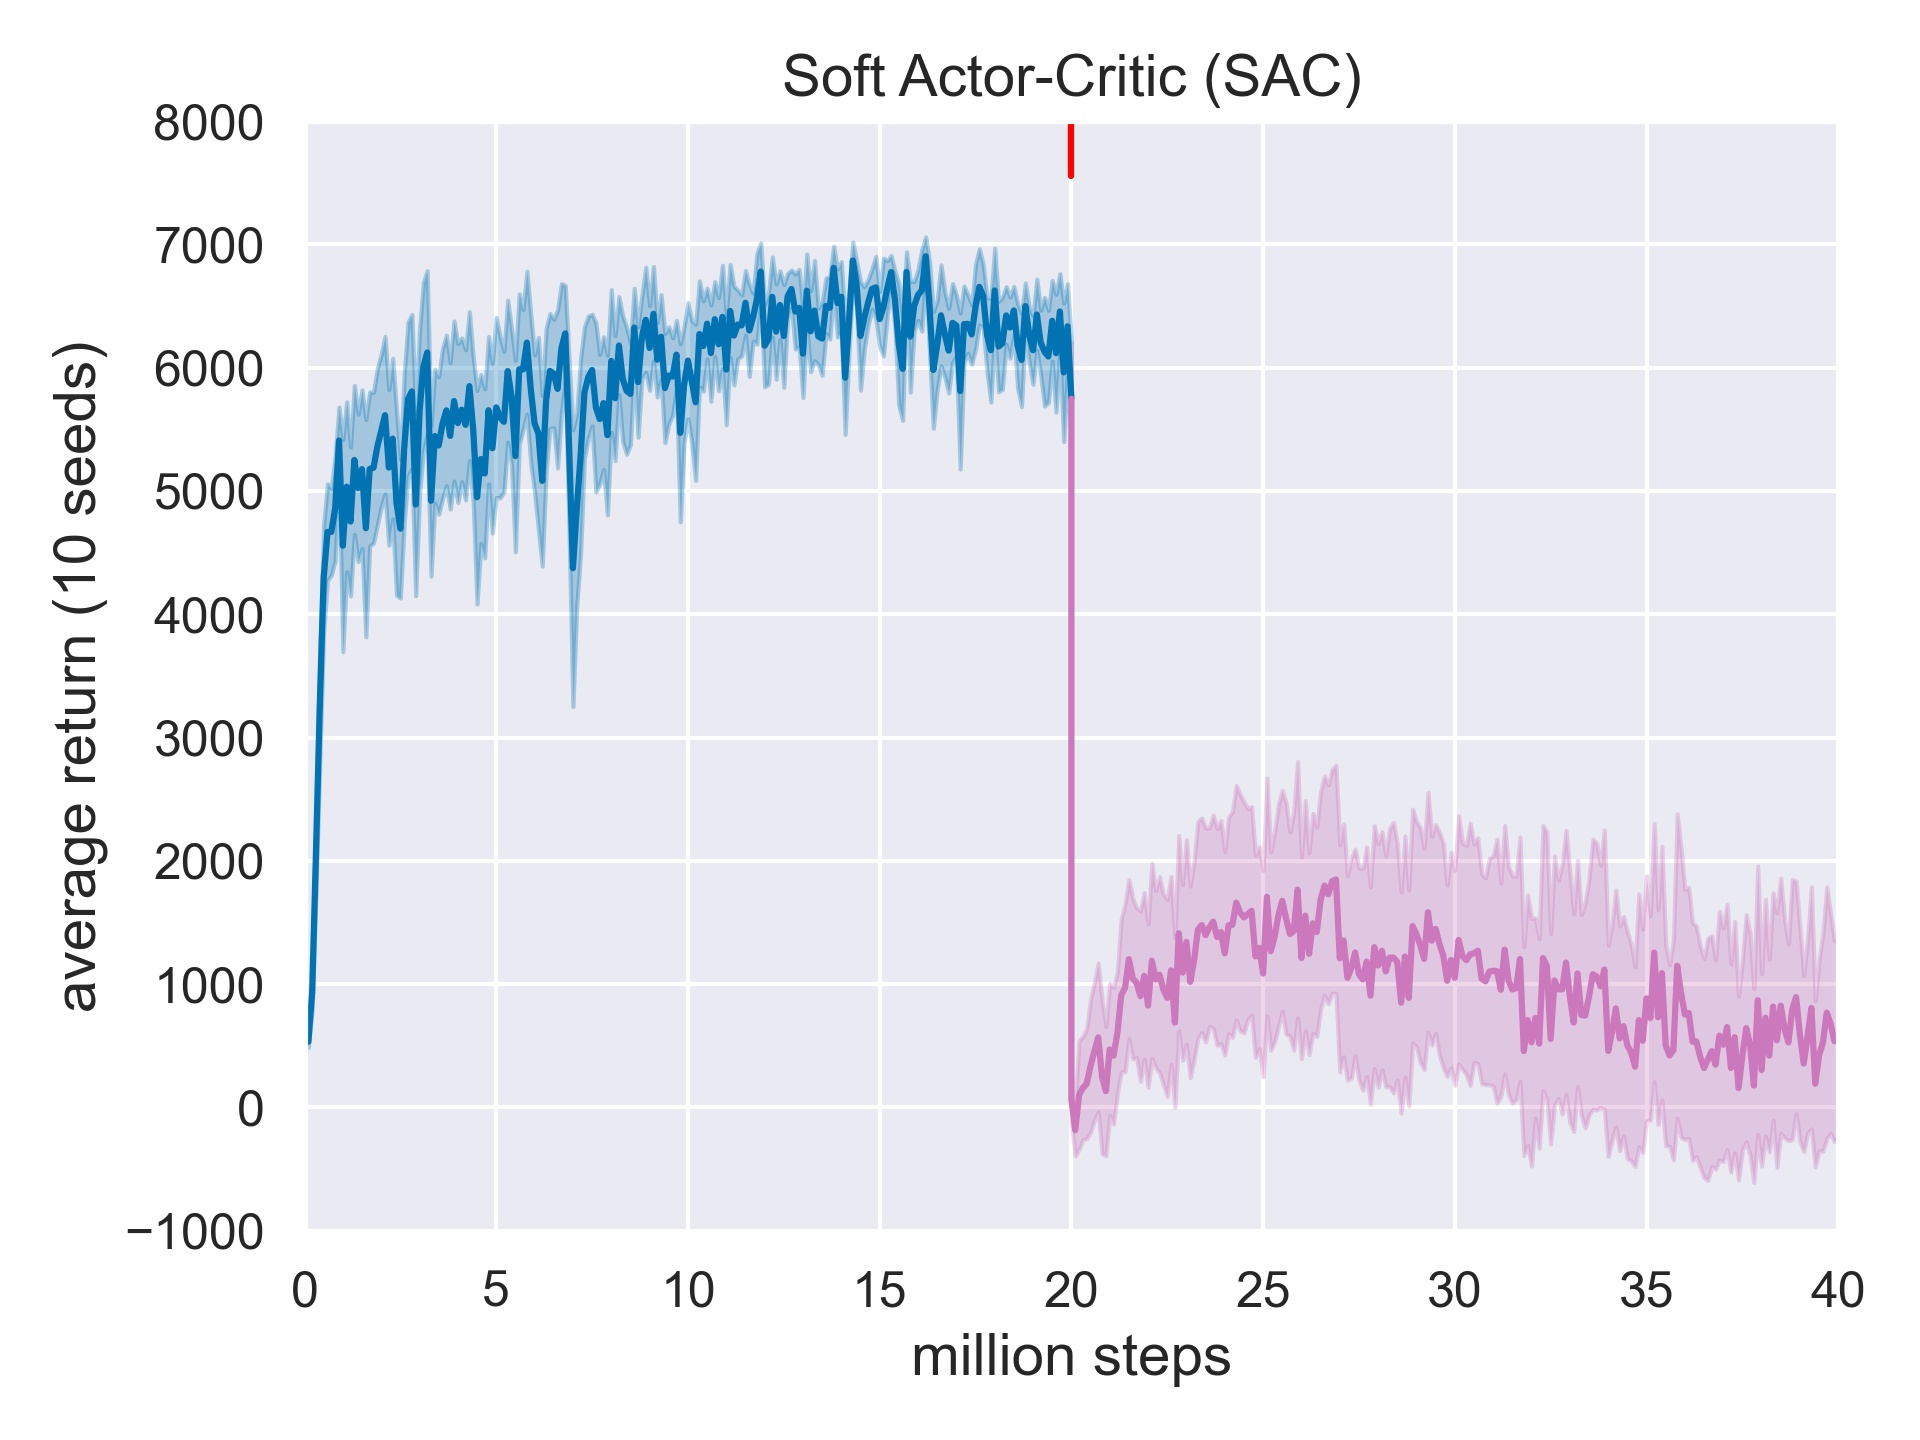 Soft Actor-Critic (SAC)
8000
7000
6000
5000
4000
3000
2000
1000
0
−1000
average return (10 seeds)
0 5 10 15 20 25 30 35 40
million steps